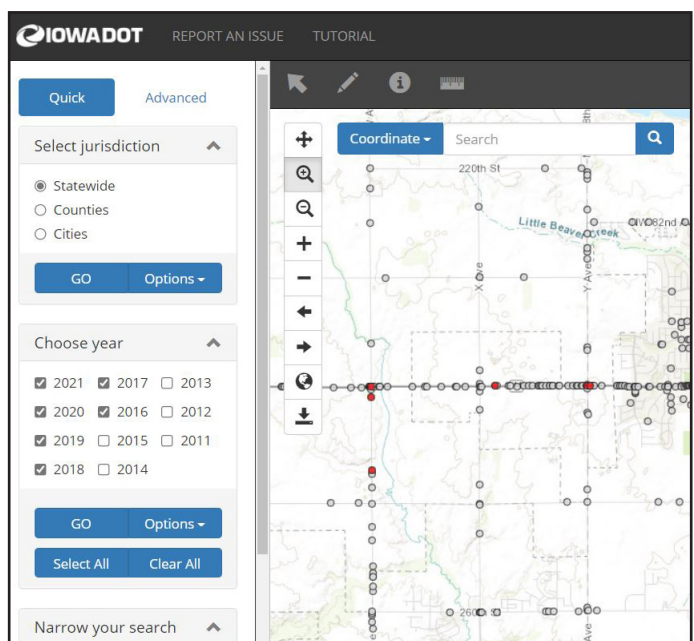 IOWADOT REPORT AN ISSUE TUTORIAL
Quick Advanced
Select jurisdiction
Statewide
Counties
Cities
GO Options
Choose year
2021 2017 2013
2020 2016 2012
2019 2015 2011
2018 2014
GO Options
Select All Clear All
Narrow your search
Coordinate Search
220th St
Little Beaver Creek
X Ave
Y Ave